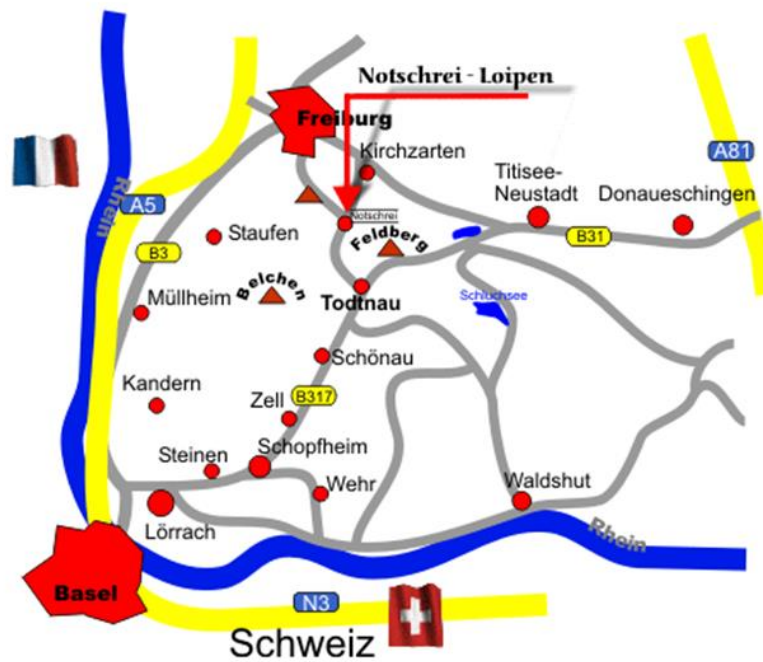 Notschrei - Loipen
Freiburg
Kirchzarten
A81
Titisee-
Neustadt
Donaueschingen
Rhein
A5
Notschrei
Staufen
Feldberg
B31
B3
Belchen
Müllheim
Todtnau
Schluchsee
Schönau
Kandern
Zell
B317
Steinen
Schopfheim
Wehr
Waldshut
Lörrach
Rhein
Basel
N3
Schweiz